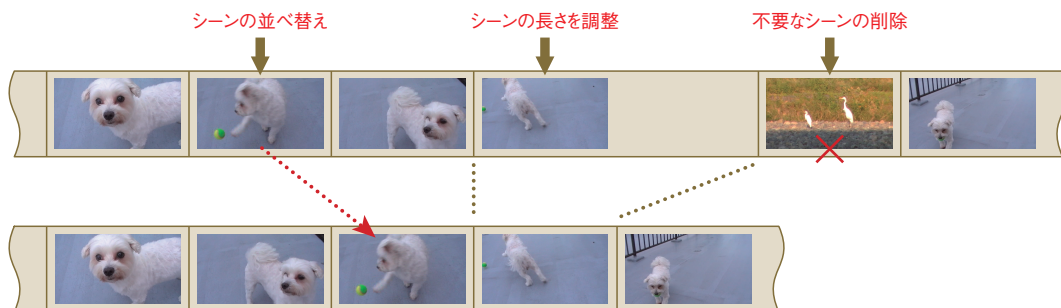 シーンの並べ替え
シーンの長さを調整
不要なシーンの削除